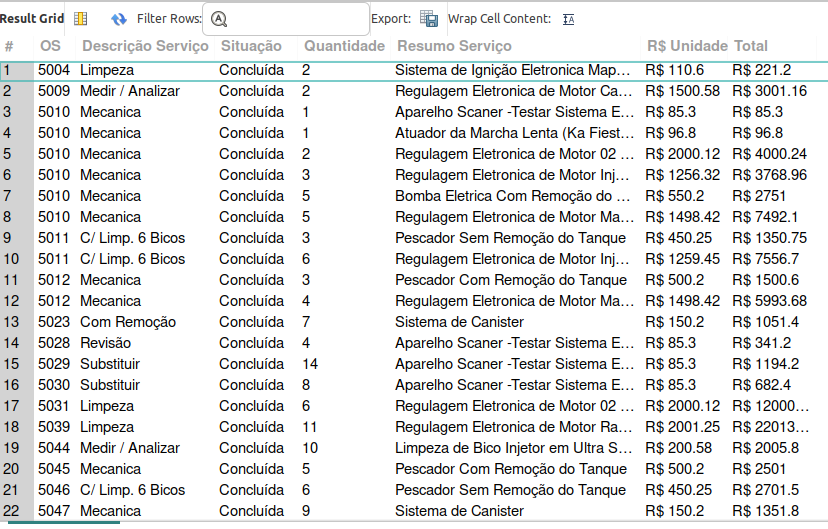 Result Grid Filter Rows: Export: Wrap Cell Content:
# OS Descrição Serviço Situação Quantidade Resumo Serviço R$ Unidade Total
1 5004 Limpeza Concluída 2 Sistema de Ignição Eletronica Map... R$ 110.6 R$ 221.2
2 5009 Medir / Analizar Concluída 2 Regulagem Eletronica de Motor Ca... R$ 1500.58 R$ 3001.16
3 5010 Mecanica Concluída 1 Aparelho Scaner -Testar Sistema E... R$ 85.3 R$ 85.3
4 5010 Mecanica Concluída 1 Atuador da Marcha Lenta (Ka Fiest... R$ 96.8 R$ 96.8
5 5010 Mecanica Concluída 2 Regulagem Eletronica de Motor 02 ... R$ 2000.12 R$ 4000.24
6 5010 Mecanica Concluída 3 Regulagem Eletronica de Motor Inj... R$ 1256.32 R$ 3768.96
7 5010 Mecanica Concluída 5 Bomba Eletrica Com Remoção do ... R$ 550.2 R$ 2751
8 5010 Mecanica Concluída 5 Regulagem Eletronica de Motor Ma... R$ 1498.42 R$ 7492.1
9 5011 C/ Limp. 6 Bicos Concluída 3 Pescador Sem Remoção do Tanque R$ 450.25 R$ 1350.75
10 5011 C/ Limp. 6 Bicos Concluída 6 Regulagem Eletronica de Motor Inj... R$ 1259.45 R$ 7556.7
11 5012 Mecanica Concluída 3 Pescador Com Remoção do Tanque R$ 500.2 R$ 1500.6
12 5012 Mecanica Concluída 4 Regulagem Eletronica de Motor Ma... R$ 1498.42 R$ 5993.68
13 5023 Com Remoção Concluída 7 Sistema de Canister R$ 150.2 R$ 1051.4
14 5028 Revisão Concluída 4 Aparelho Scaner -Testar Sistema E... R$ 85.3 R$ 341.2
15 5029 Substituir Concluída 14 Aparelho Scaner -Testar Sistema E... R$ 85.3 R$ 1194.2
16 5030 Substituir Concluída 8 Aparelho Scaner -Testar Sistema E... R$ 85.3 R$ 682.4
17 5031 Limpeza Concluída 6 Regulagem Eletronica de Motor 02 ... R$ 2000.12 R$ 12000...
18 5039 Limpeza Concluída 11 Regulagem Eletronica de Motor Ra... R$ 2001.25 R$ 22013...
19 5044 Medir / Analizar Concluída 10 Limpeza de Bico Injetor em Ultra S... R$ 200.58 R$ 2005.8
20 5045 Mecanica Concluída 5 Pescador Com Remoção do Tanque R$ 500.2 R$ 2501
21 5046 C/ Limp. 6 Bicos Concluída 6 Pescador Sem Remoção do Tanque R$ 450.25 R$ 2701.5
22 5047 Mecanica Concluída 9 Sistema de Canister R$ 150.2 R$ 1351.8